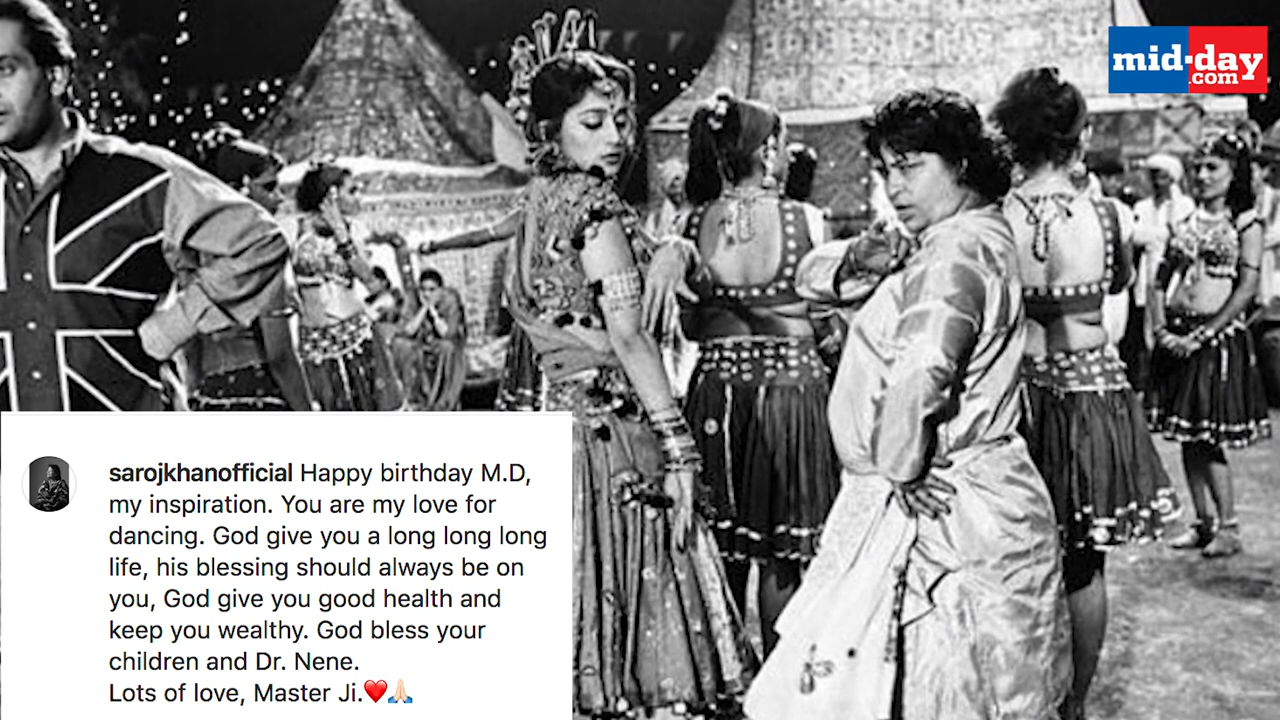 mid-day
.com
sarojkhanofficial Happy birthday M.D,
my inspiration. You are my love for
dancing. God give you a long long long
life, his blessing should always be on
you, God give you good health and
keep you wealthy. God bless your
children and Dr. Nene.
Lots of love, Master Ji.❤️🙏🏻